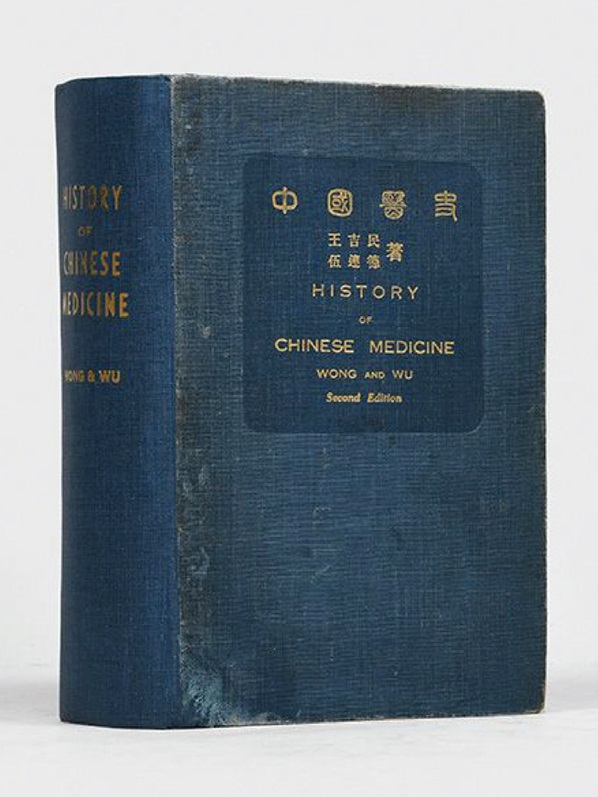 HISTORY
OF
CHINESE
MEDICINE
WONG & WU
中國醫史
王吉民
伍連德 著
HISTORY
OF
CHINESE MEDICINE
WONG AND WU
Second Edition